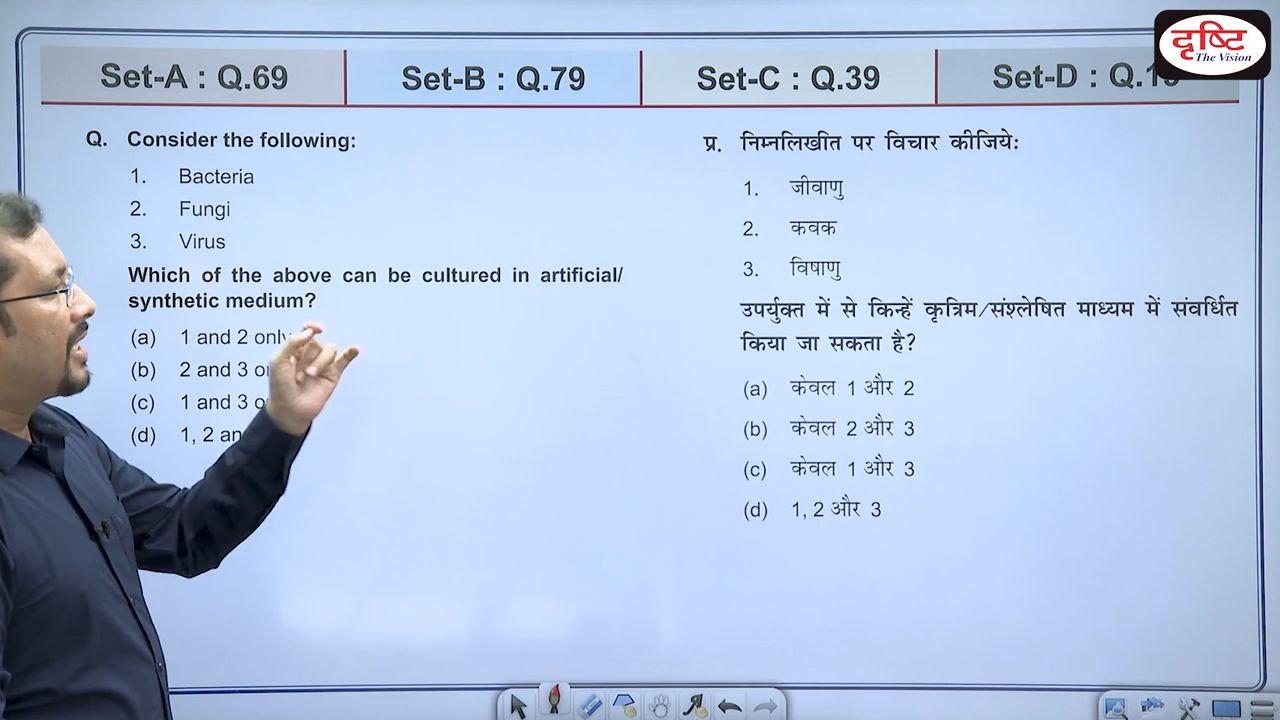 दृष्टि
The Vision
Set-A : Q.69
Set-B : Q.79
Set-C : Q.39
Set-D :
Q. Consider the following:
1. Bacteria
2. Fungi
3. Virus
Which of the above can be cultured in artificial/
synthetic medium?
(a) 1 and 2 only
(b) 2 and 3
(c) 1 and 3
(d) 1, 2
प्र. निम्नलिखीत पर विचार कीजिये:
1. जीवाणु
2. कवक
3. विषाणु
उपर्युक्त में से किन्हें कृत्रिम/संश्लेषित माध्यम में संवर्धित
किया जा सकता है?
(a) केवल 1 और 2
(b) केवल 2 और 3
(c) केवल 1 और 3
(d) 1, 2 और 3